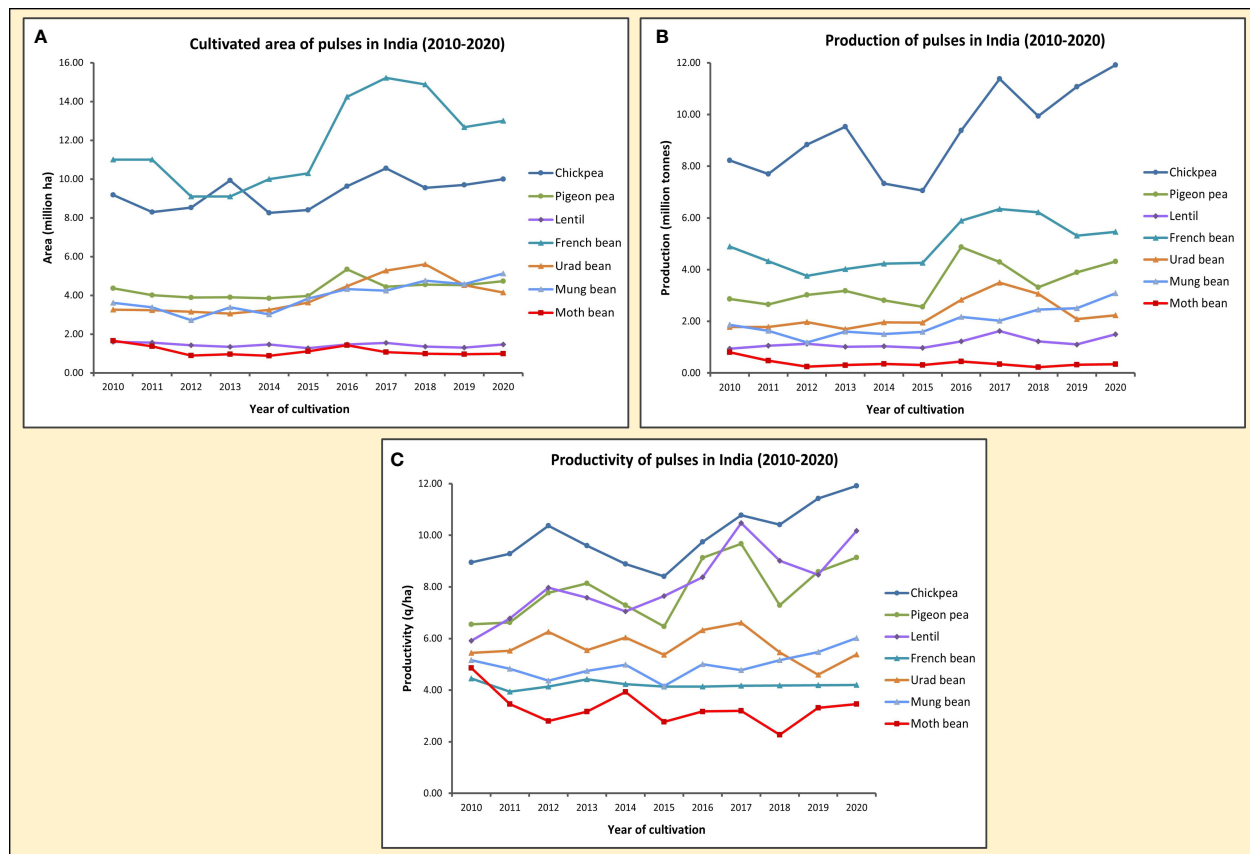 A
Cultivated area of pulses in India (2010-2020)
16.00
14.00
12.00
10.00
8.00
6.00
4.00
2.00
0.00
Area (million ha)
2010 2011 2012 2013 2014 2015 2016 2017 2018 2019 2020
Year of cultivation
Chickpea
Pigeon pea
Lentil
French bean
Urad bean
Mung bean
Moth bean
B
Production of pulses in India (2010-2020)
12.00
10.00
8.00
6.00
4.00
2.00
0.00
Production (million tonnes)
2010 2011 2012 2013 2014 2015 2016 2017 2018 2019 2020
Year of cultivation
Chickpea
Pigeon pea
Lentil
French bean
Urad bean
Mung bean
Moth bean
C
Productivity of pulses in India (2010-2020)
12.00
10.00
8.00
6.00
4.00
2.00
0.00
Productivity (q/ha)
2010 2011 2012 2013 2014 2015 2016 2017 2018 2019 2020
Year of cultivation
Chickpea
Pigeon pea
Lentil
French bean
Urad bean
Mung bean
Moth bean